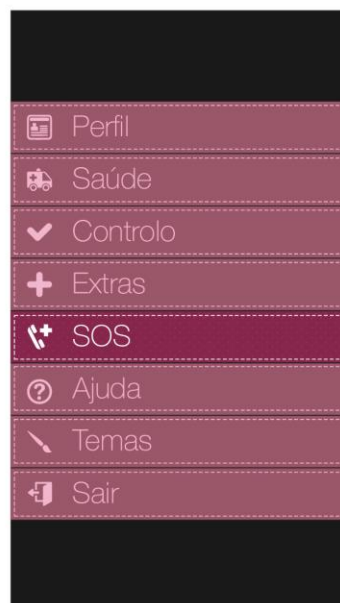 Perfil
Saúde
Controlo
Extras
SOS
Ajuda
Temas
Sair